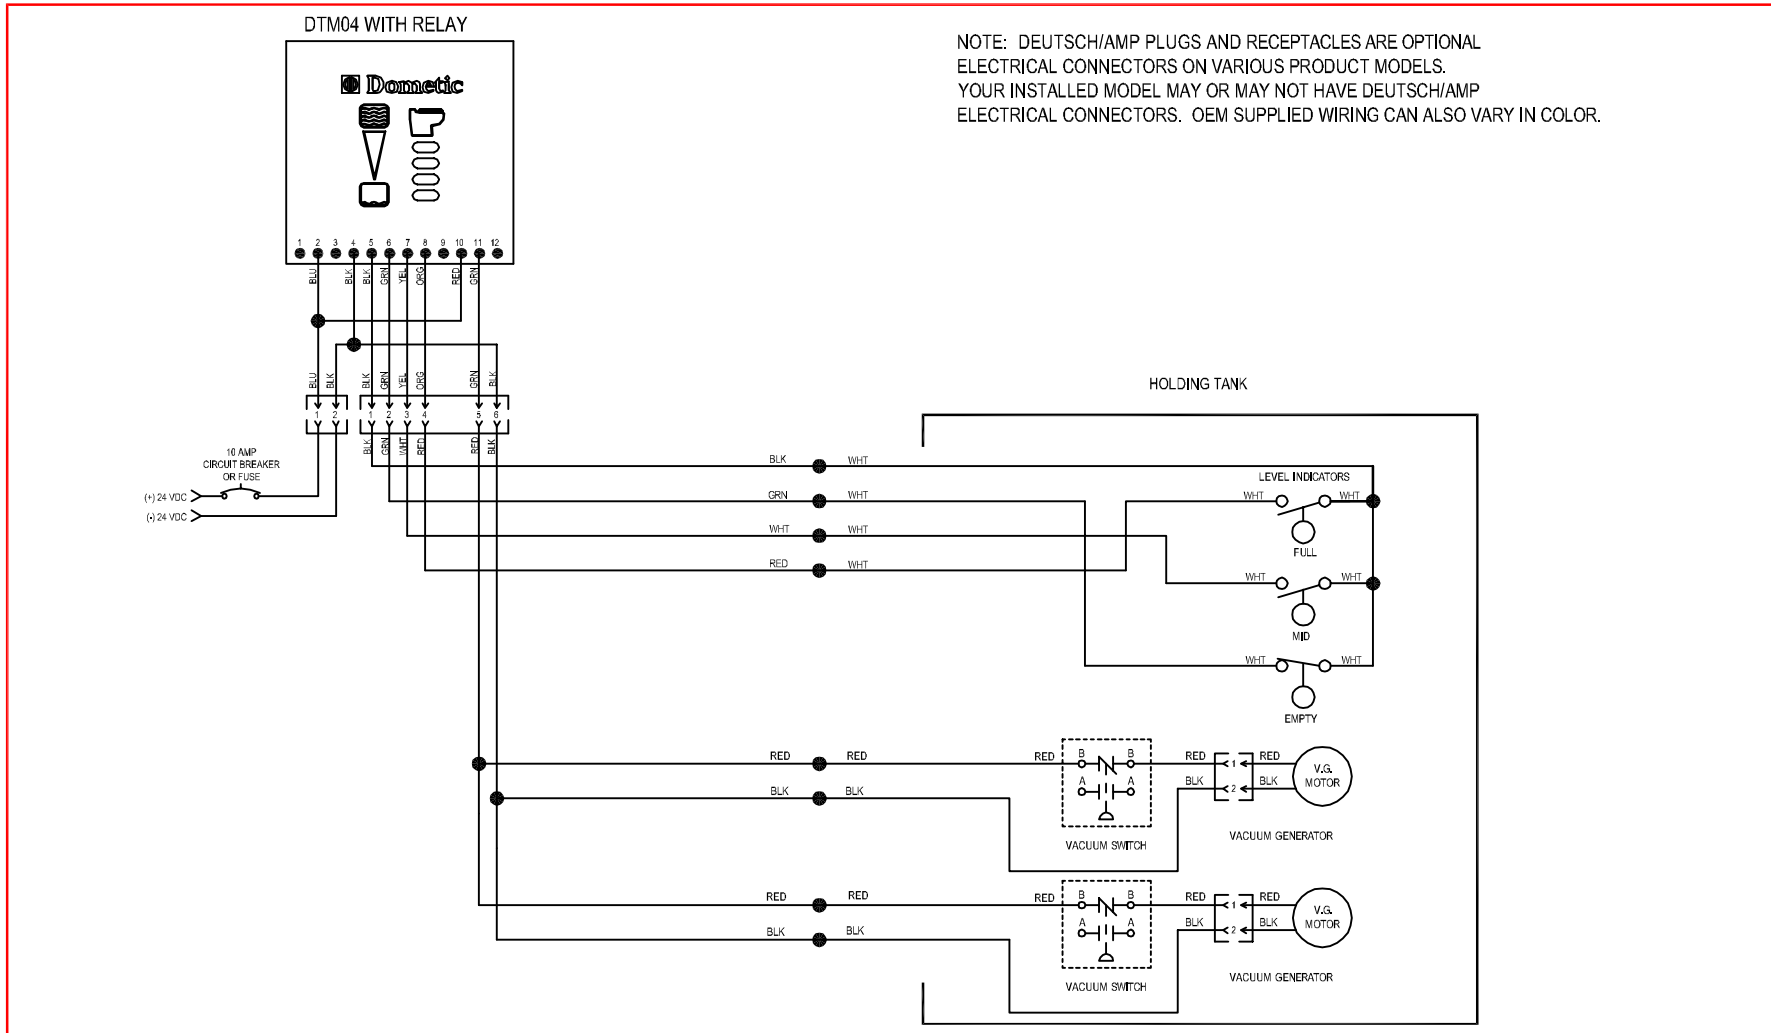 DTM04 WITH RELAY
NOTE: DEUTSCH/AMP PLUGS AND RECEPTACLES ARE OPTIONAL
ELECTRICAL CONNECTORS ON VARIOUS PRODUCT MODELS.
YOUR INSTALLED MODEL MAY OR MAY NOT HAVE DEUTSCH/AMP
ELECTRICAL CONNECTORS. OEM SUPPLIED WIRING CAN ALSO VARY IN COLOR.
Dometic
1 2 3 4 5 6 7 8 9 10 11 12
BLU BLK BLK GRN YEL ORG RED GRN
BLU BLK BLK GRN YEL ORG GRN BLK
1 2 1 2 3 4 5 6
BLK GRN WHT RED RED BLK
10 AMP
CIRCUIT BREAKER
OR FUSE
(+) 24 VDC
(-) 24 VDC
HOLDING TANK
BLK WHT
LEVEL INDICATORS
GRN WHT WHT WHT
FULL
WHT WHT
RED WHT
WHT WHT
MID
WHT WHT
EMPTY
RED RED RED B B RED 1 RED
V.G.
MOTOR
BLK BLK A A BLK 2 BLK
VACUUM SWITCH
VACUUM GENERATOR
RED RED RED B B RED 1 RED
V.G.
MOTOR
BLK BLK A A BLK 2 BLK
VACUUM SWITCH
VACUUM GENERATOR